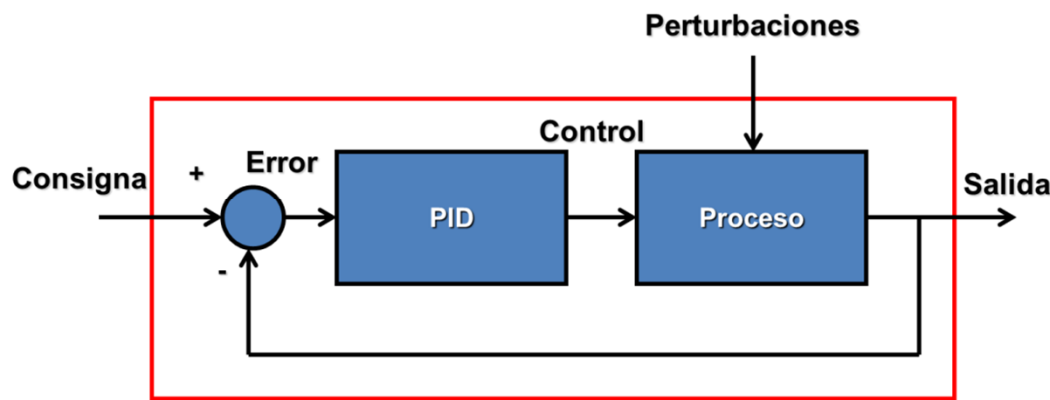 Perturbaciones
Control
Error
Consigna
+
PID
Proceso
Salida
-